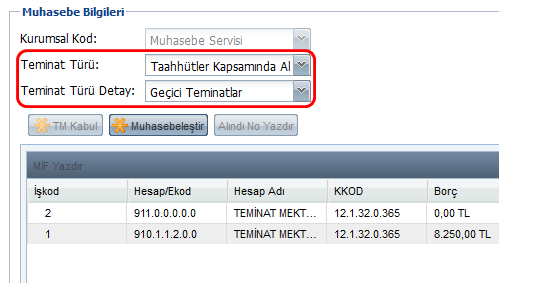 Muhasebe Bilgileri
Kurumsal Kod: Muhasebe Servisi
Teminat Türü: Taahhütler Kapsamında Al
Teminat Türü Detay: Geçici Teminatlar
TM Kabul Muhasebeleştir Alındı No Yazdır
MİF Yazdır
İşkod Hesap/Ekod Hesap Adı KKOD Borç
2 911.0.0.0.0.0 TEMİNAT MEKT... 12.1.32.0.365 0,00 TL
1 910.1.1.2.0.0 TEMİNAT MEKT... 12.1.32.0.365 8.250,00 TL